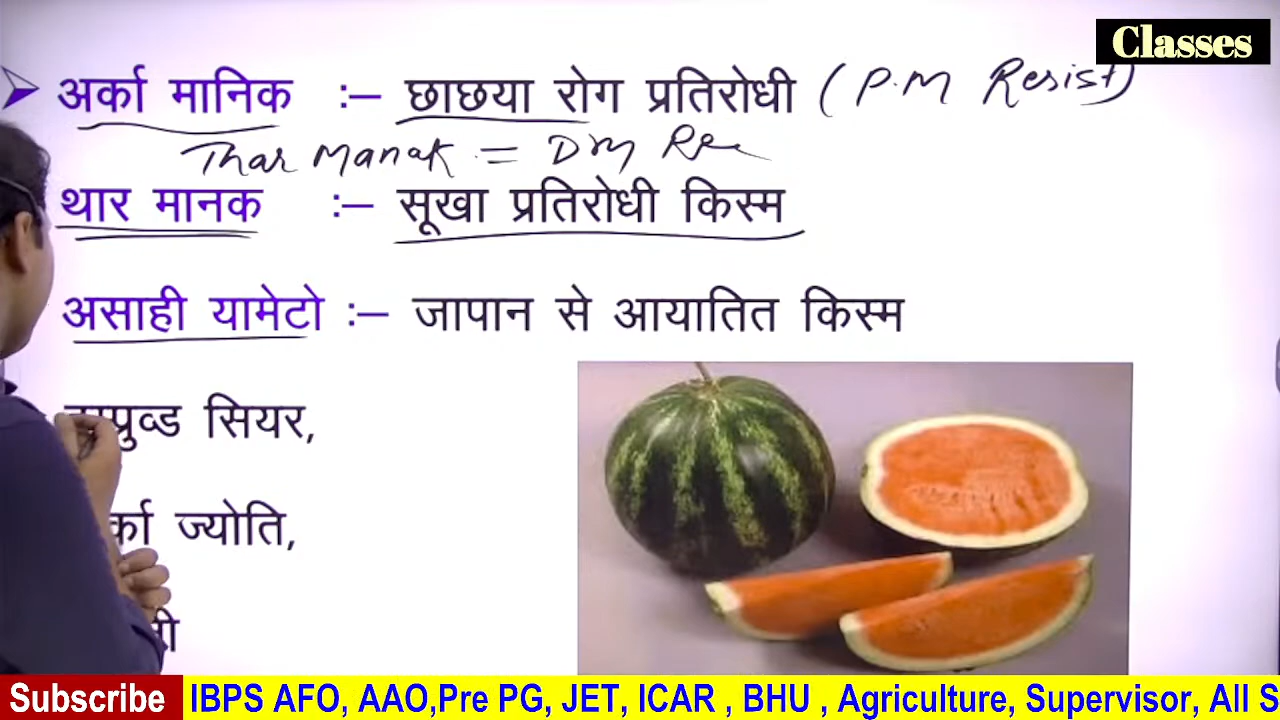 Classes
अर्का मानिक :– छाछया रोग प्रतिरोधी (P.M Resist)
Thar Manak = DM
थार मानक :– सूखा प्रतिरोधी किस्म
असाही यामेटो :– जापान से आयातित किस्म
सियर,
ज्योति,
Subscribe IBPS AFO, AAO,Pre PG, JET, ICAR , BHU , Agriculture, Supervisor, All S